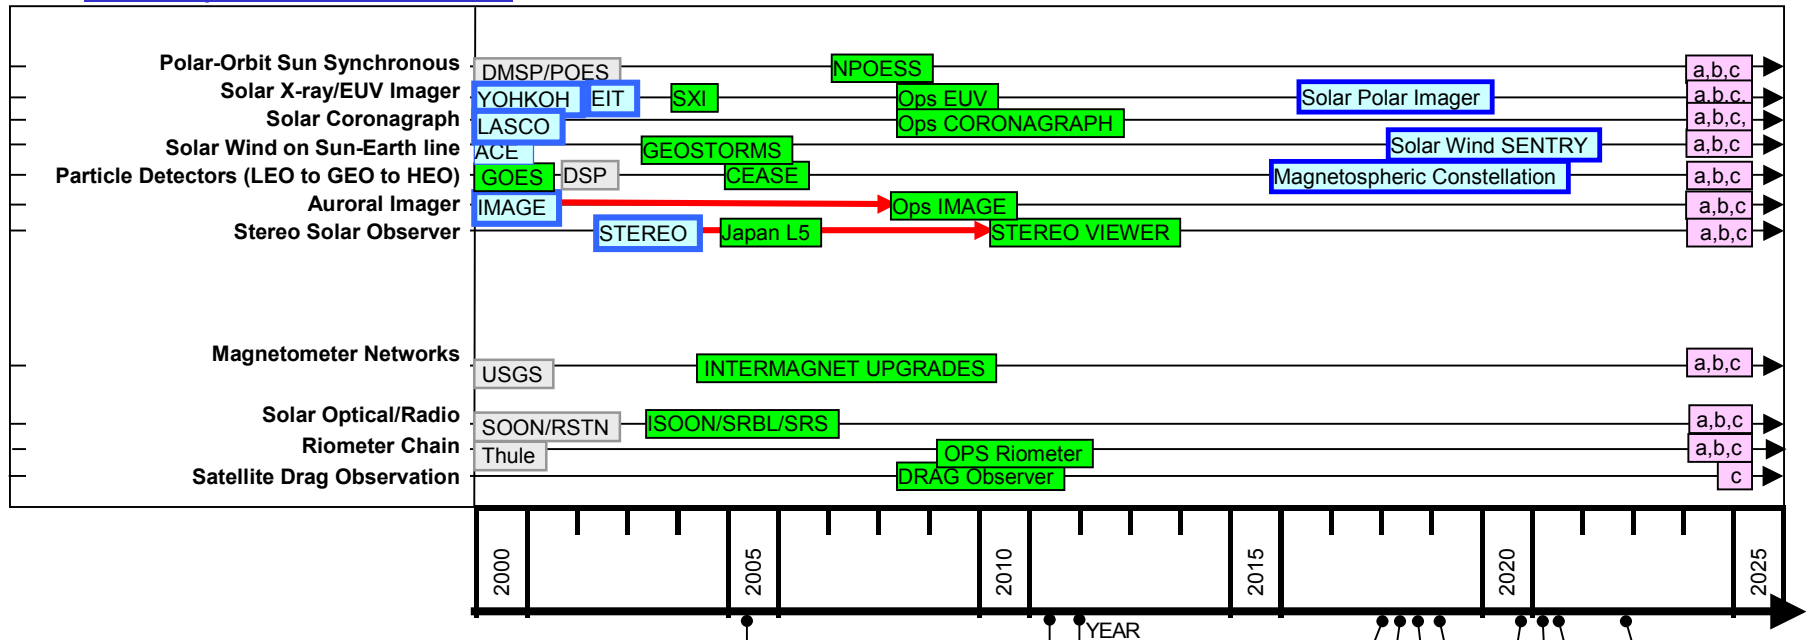 Polar-Orbit Sun Synchronous DMSP/POES NPOESS a,b,c
Solar X-ray/EUV Imager YOHKOH EIT SXI Ops EUV Solar Polar Imager a,b,c,
Solar Coronagraph LASCO Ops CORONAGRAPH a,b,c,
Solar Wind on Sun-Earth line ACE GEOSTORMS Solar Wind SENTRY a,b,c
Particle Detectors (LEO to GEO to HEO) GOES DSP CEASE Magnetospheric Constellation a,b,c
Auroral Imager IMAGE Ops IMAGE a,b,c
Stereo Solar Observer STEREO Japan L5 STEREO VIEWER a,b,c
Magnetometer Networks USGS INTERMAGNET UPGRADES a,b,c
Solar Optical/Radio SOON/RSTN ISOON/SRBL/SRS a,b,c
Riometer Chain Thule OPS Riometer a,b,c
Satellite Drag Observation DRAG Observer c
2000 2005 2010 2015 2020 2025
YEAR